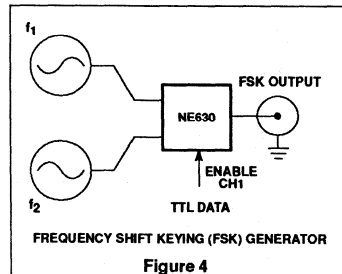 f1
FSK OUTPUT
NE630
ENABLE
CH1
f2
TTL DATA
FREQUENCY SHIFT KEYING (FSK) GENERATOR
Figure 4